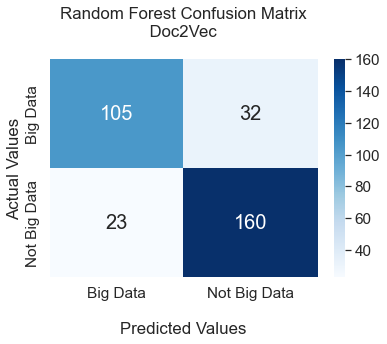 Random Forest Confusion Matrix
Doc2Vec
Actual Values
Big Data
Not Big Data
105
32
23
160
Big Data
Not Big Data
Predicted Values
160
140
120
100
80
60
40